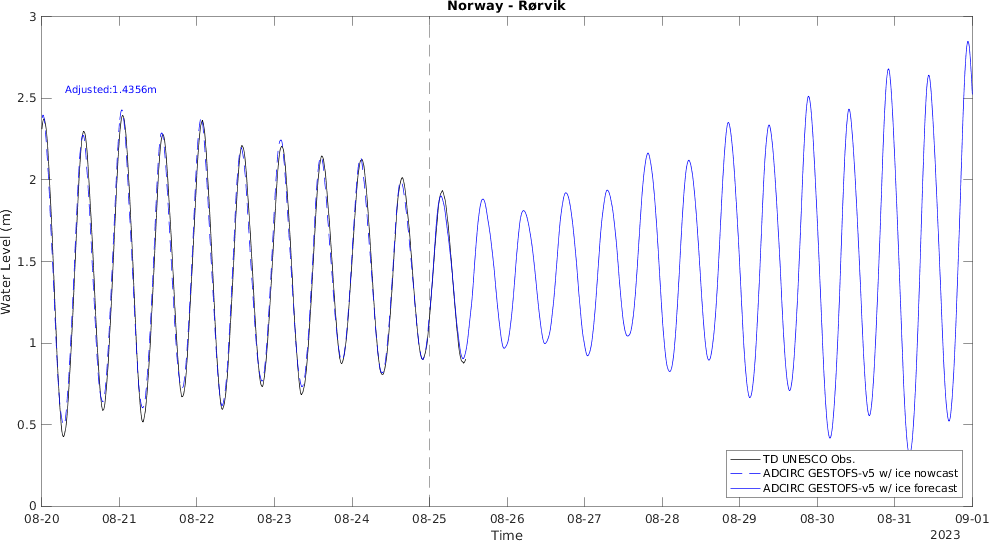 Norway - Rørvik
3
2.5
2
1.5
1
0.5
0
Water Level (m)
Adjusted:1.4356m
TD UNESCO Obs.
ADCIRC GESTOFS-v5 w/ ice nowcast
ADCIRC GESTOFS-v5 w/ ice forecast
08-20 08-21 08-22 08-23 08-24 08-25 08-26 08-27 08-28 08-29 08-30 08-31 09-01
Time
2023